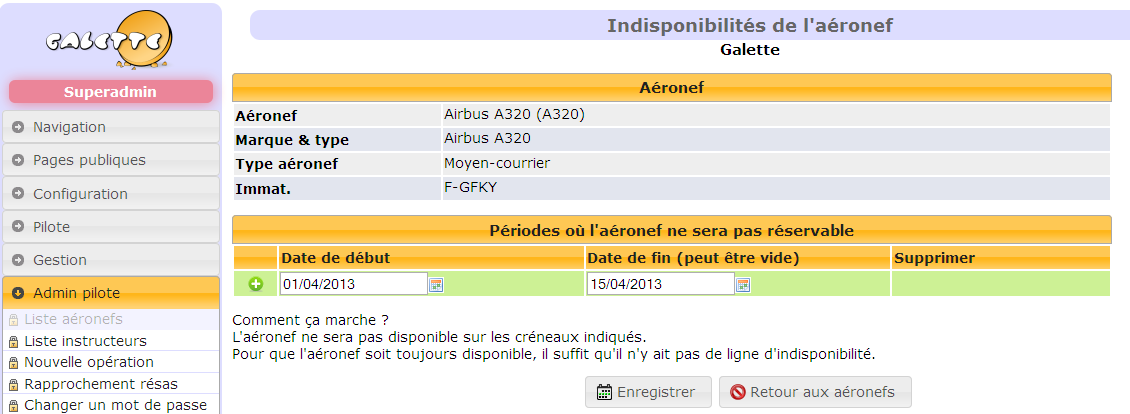 GALETTE
Superadmin
Navigation
Pages publiques
Configuration
Pilote
Gestion
Admin pilote
Liste aéronefs
Liste instructeurs
Nouvelle opération
Rapprochement résas
Changer un mot de passe
Indisponibilités de l'aéronef
Galette
Aéronef
Aéronef Airbus A320 (A320)
Marque & type Airbus A320
Type aéronef Moyen-courrier
Immat. F-GFKY
Périodes où l'aéronef ne sera pas réservable
Date de début Date de fin (peut être vide) Supprimer
01/04/2013 15/04/2013
Comment ça marche ?
L'aéronef ne sera pas disponible sur les créneaux indiqués.
Pour que l'aéronef soit toujours disponible, il suffit qu'il n'y ait pas de ligne d'indisponibilité.
Enregistrer Retour aux aéronefs